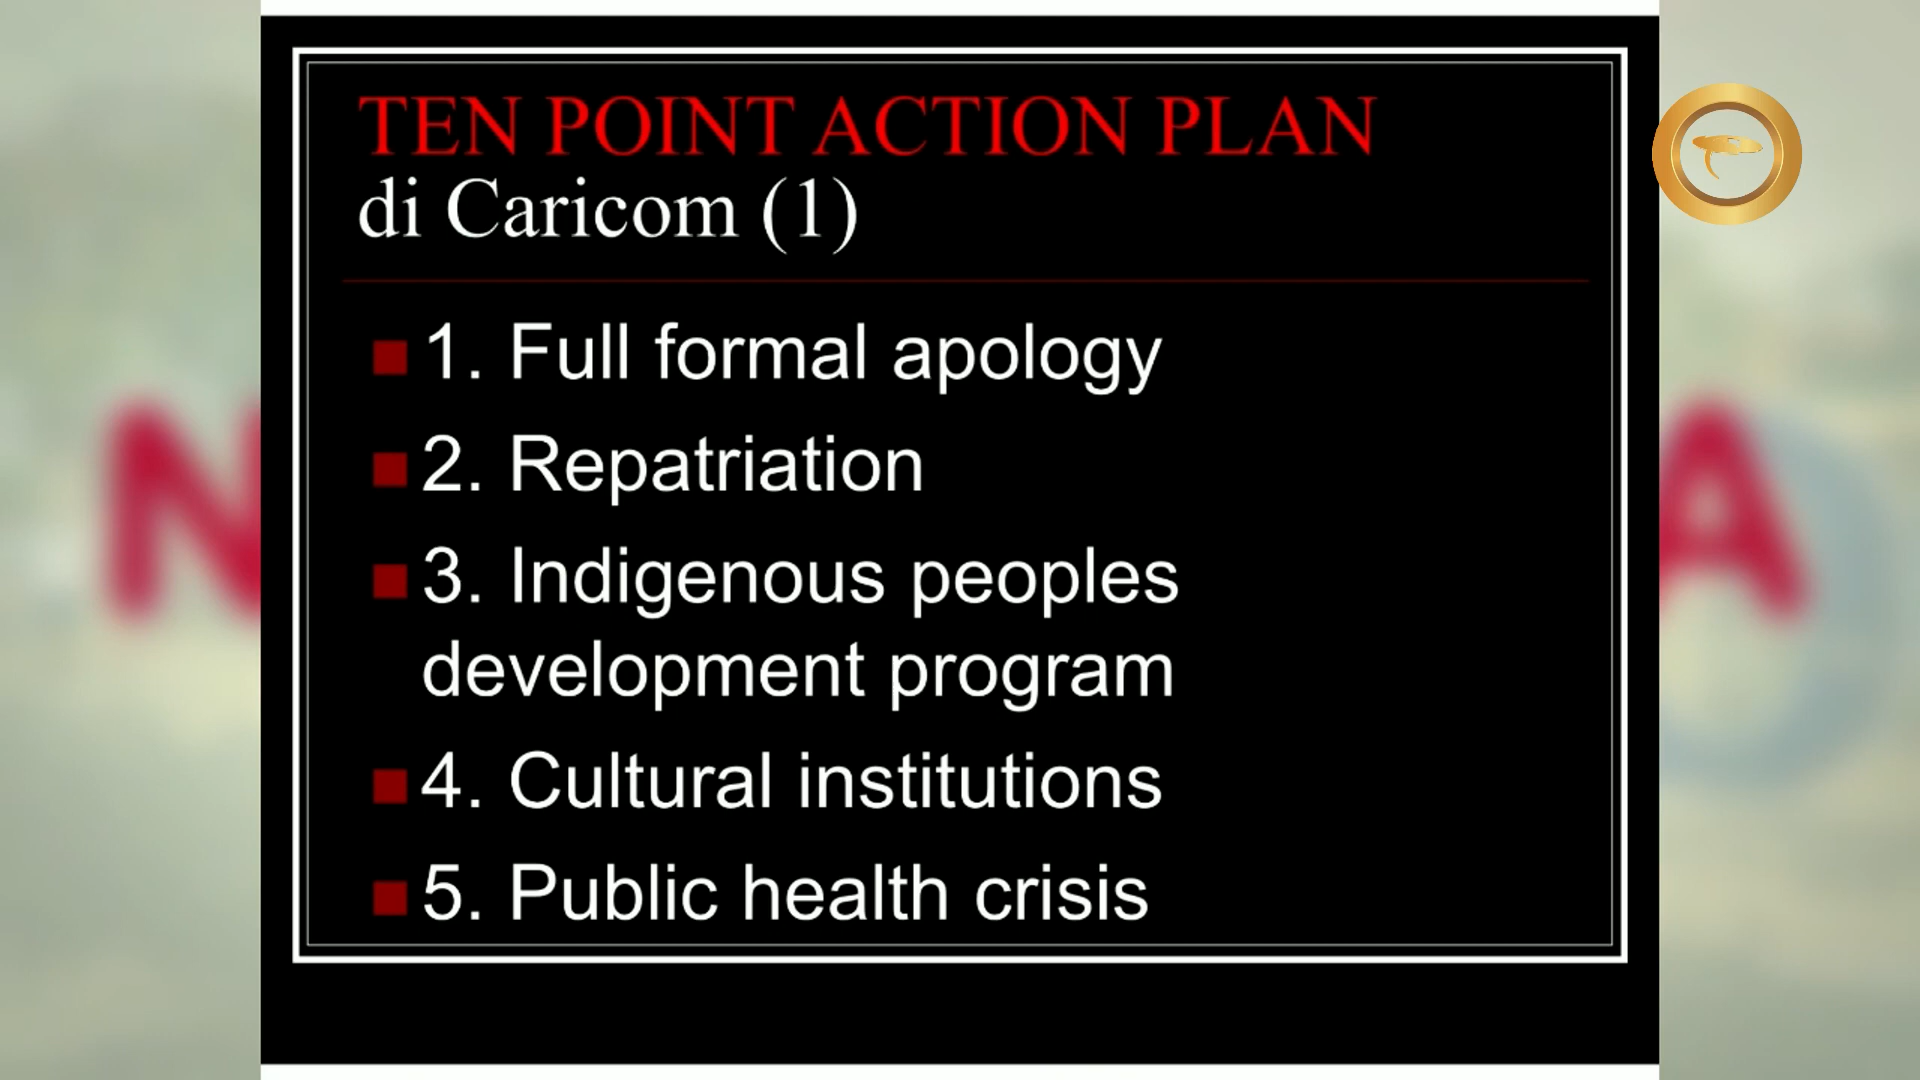 TEN POINT ACTION PLAN
di Caricom (1)
1. Full formal apology
2. Repatriation
3. Indigenous peoples
development program
4. Cultural institutions
5. Public health crisis
N
A